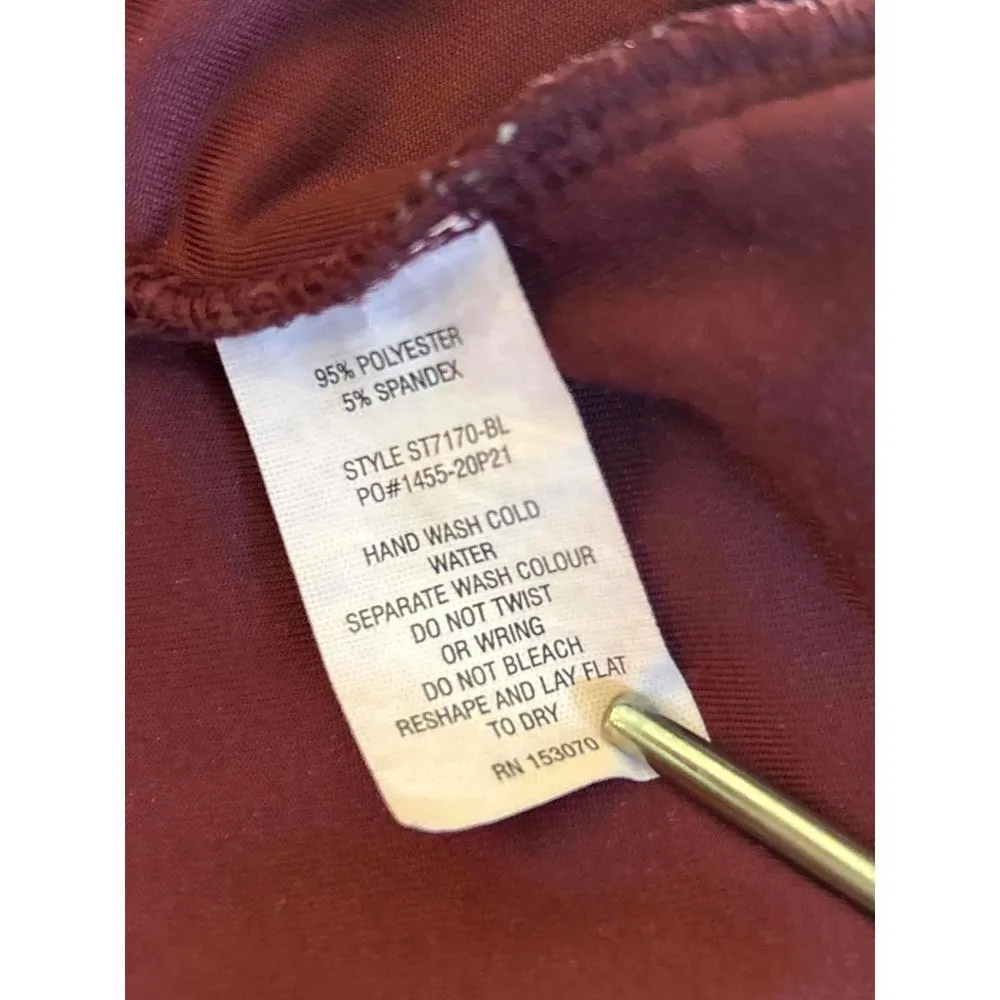 95% POLYESTER
5% SPANDEX
STYLE ST7170-BL
PO#1455-20P21
HAND WASH COLD
WATER
SEPARATE WASH COLOUR
DO NOT TWIST
OR WRING
DO NOT BLEACH
RESHAPE AND LAY FLAT
TO DRY
RN 153070